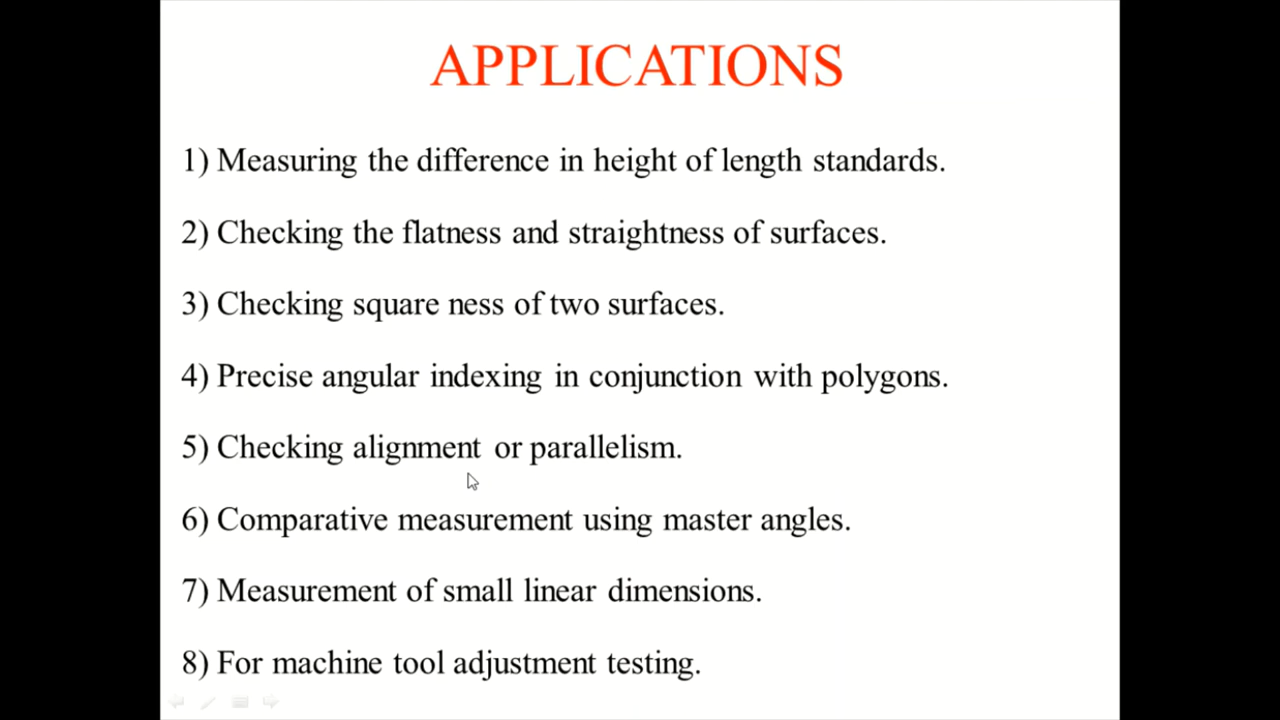 APPLICATIONS
1) Measuring the difference in height of length standards.
2) Checking the flatness and straightness of surfaces.
3) Checking square ness of two surfaces.
4) Precise angular indexing in conjunction with polygons.
5) Checking alignment or parallelism.
6) Comparative measurement using master angles.
7) Measurement of small linear dimensions.
8) For machine tool adjustment testing.